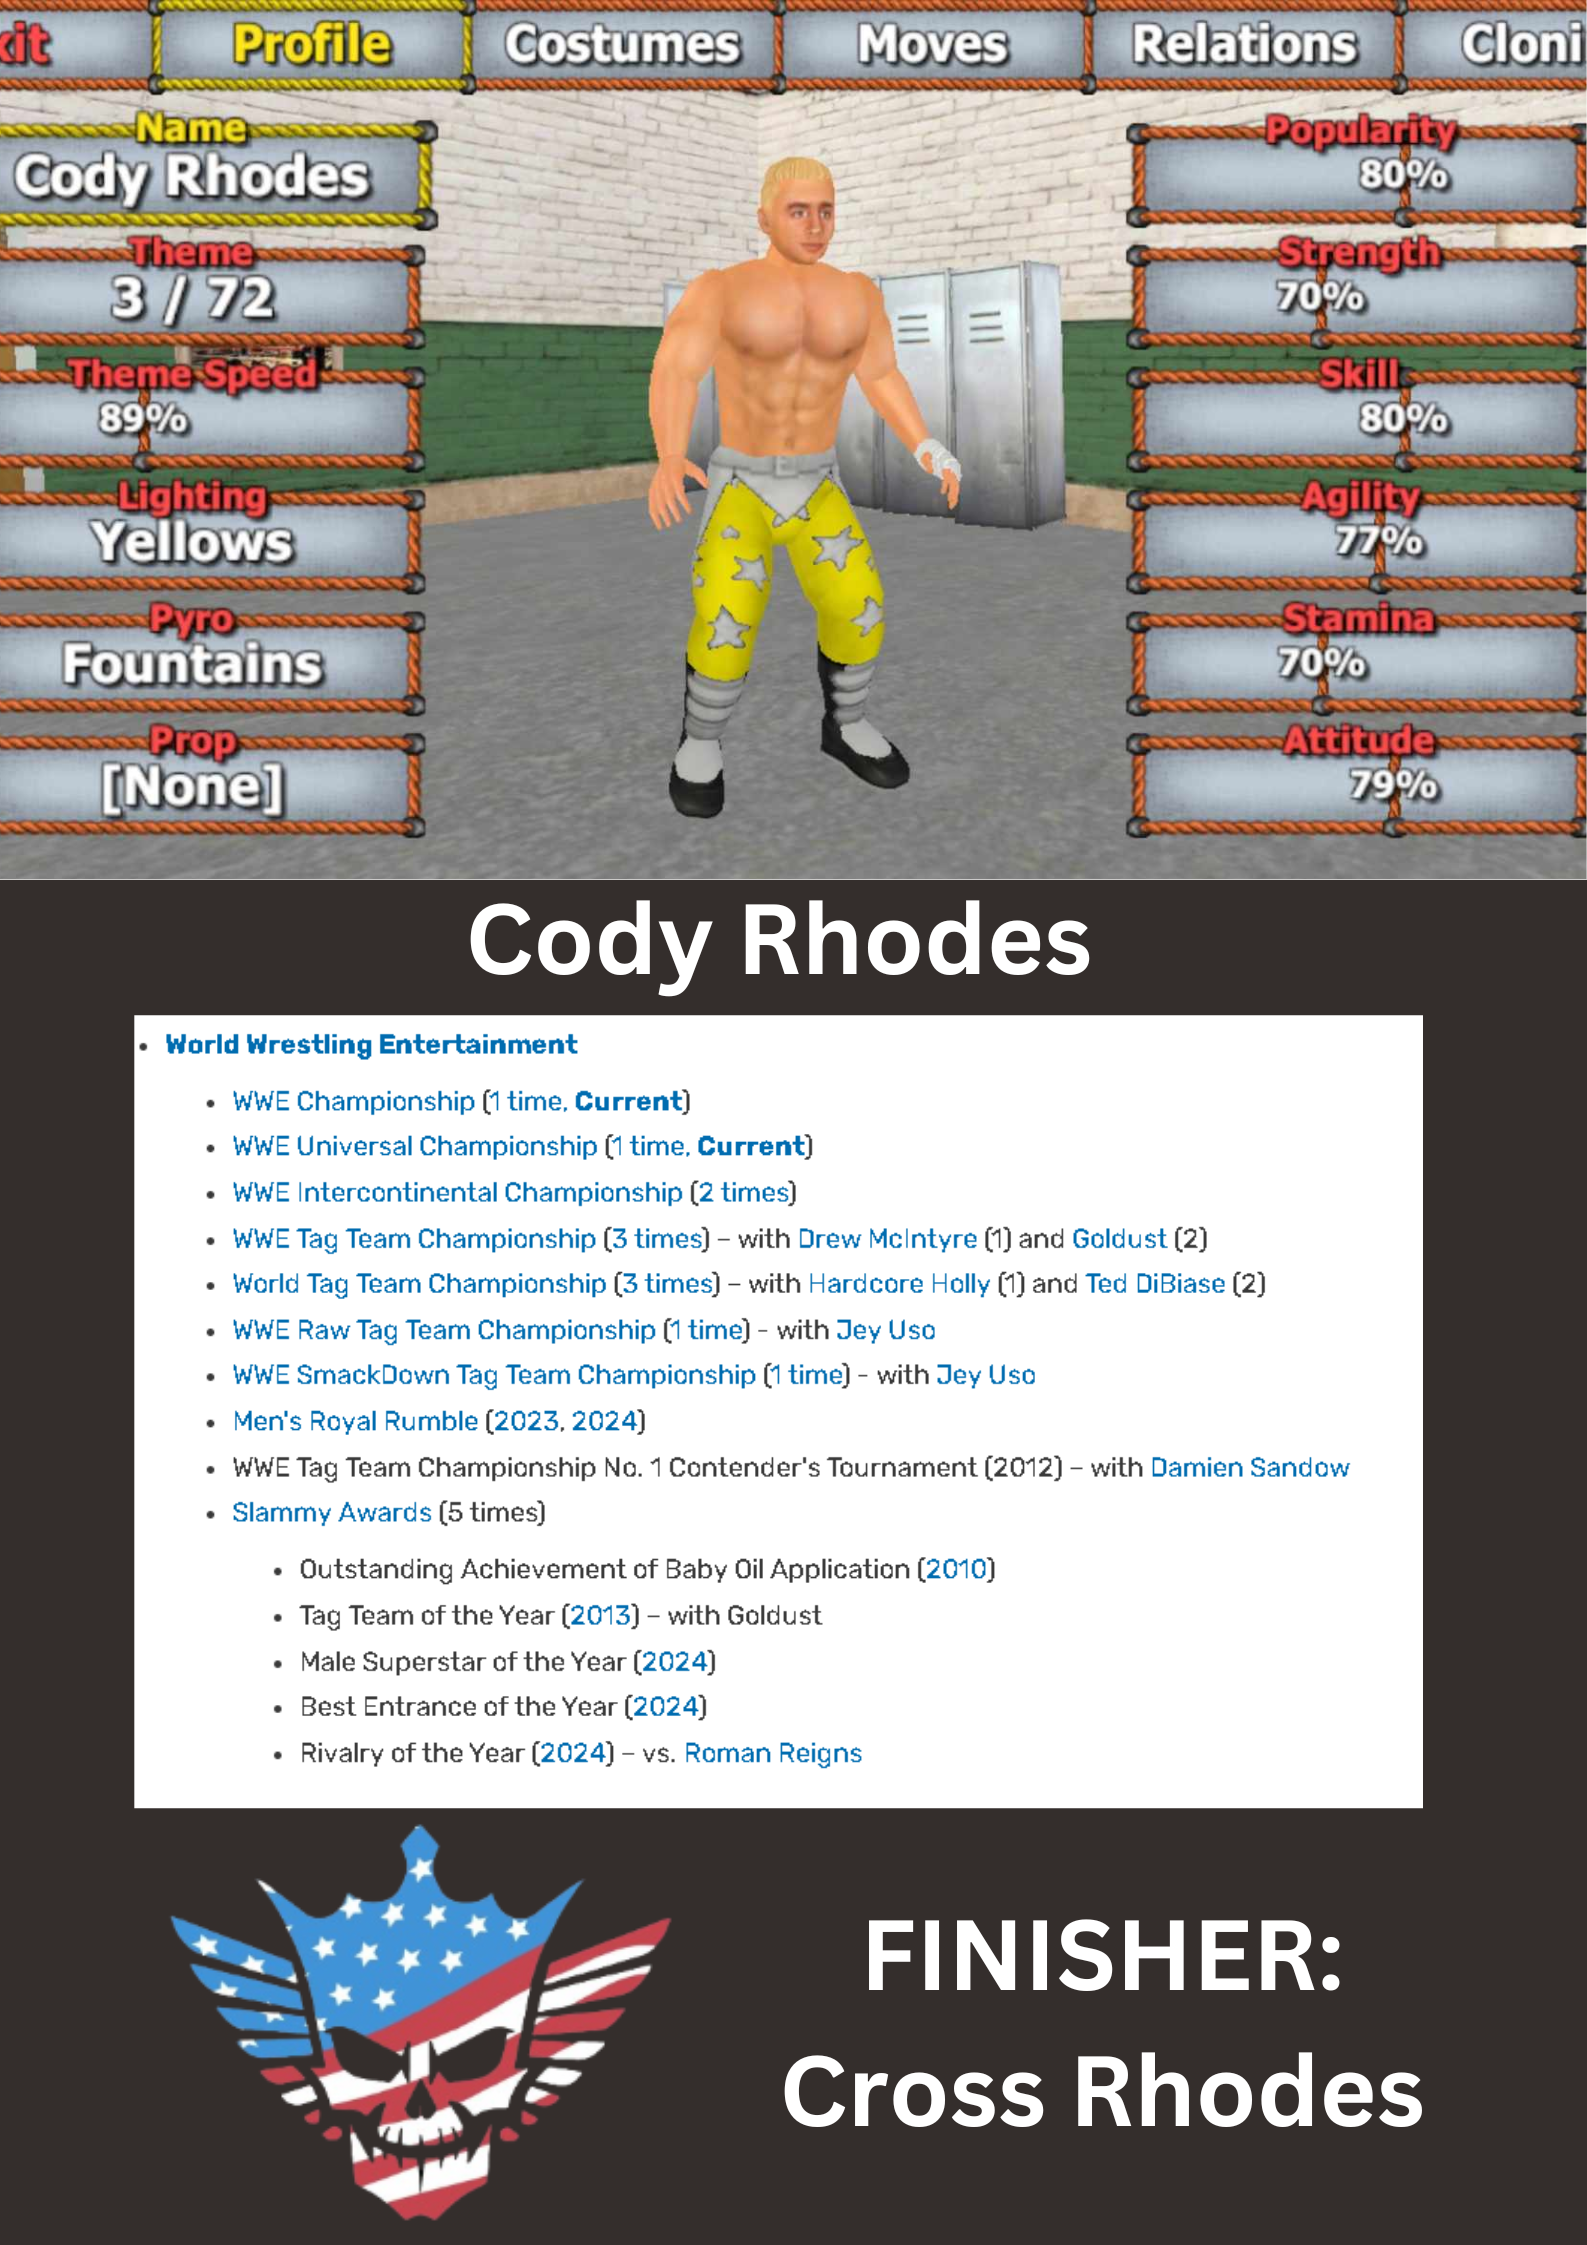 xit Profile Costumes Moves Relations Cloni
Name
Cody Rhodes
Theme
3 / 72
Theme Speed
89%
Lighting
Yellows
Pyro
Fountains
Prop
[None]
Popularity
80%
Strength
70%
Skill
80%
Agility
77%
Stamina
70%
Attitude
79%
Cody Rhodes
• World Wrestling Entertainment
• WWE Championship (1 time, Current)
• WWE Universal Championship (1 time, Current)
• WWE Intercontinental Championship (2 times)
• WWE Tag Team Championship (3 times) – with Drew McIntyre (1) and Goldust (2)
• World Tag Team Championship (3 times) – with Hardcore Holly (1) and Ted DiBiase (2)
• WWE Raw Tag Team Championship (1 time) - with Jey Uso
• WWE SmackDown Tag Team Championship (1 time) - with Jey Uso
• Men's Royal Rumble (2023, 2024)
• WWE Tag Team Championship No. 1 Contender's Tournament (2012) – with Damien Sandow
• Slammy Awards (5 times)
• Outstanding Achievement of Baby Oil Application (2010)
• Tag Team of the Year (2013) – with Goldust
• Male Superstar of the Year (2024)
• Best Entrance of the Year (2024)
• Rivalry of the Year (2024) – vs. Roman Reigns
FINISHER:
Cross Rhodes